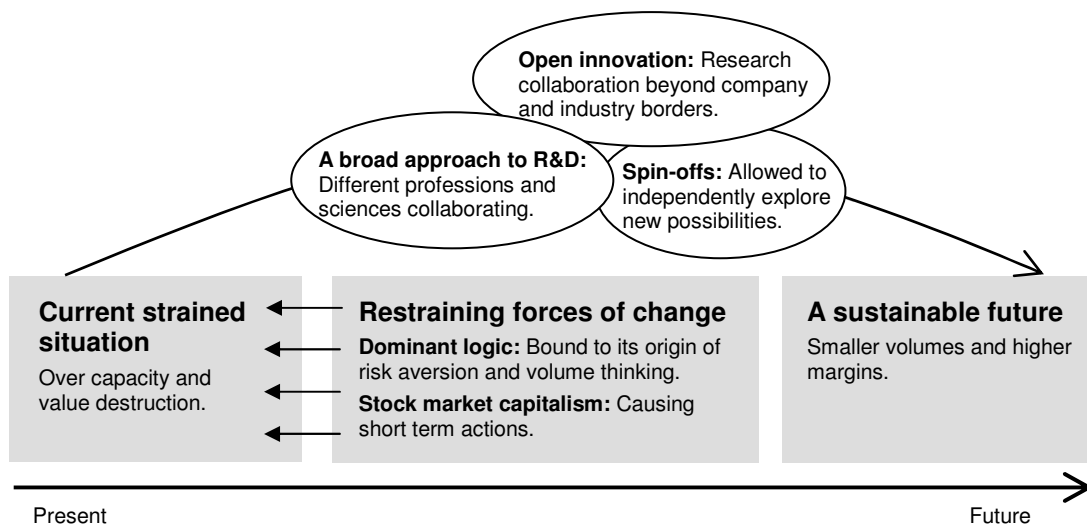 Open innovation: Research
collaboration beyond company
and industry borders.
A broad approach to R&D:
Different professions and
sciences collaborating.
Spin-offs: Allowed to
independently explore
new possibilities.
Current strained
situation
Over capacity and
value destruction.
Restraining forces of change
Dominant logic: Bound to its origin of
risk aversion and volume thinking.
Stock market capitalism: Causing
short term actions.
A sustainable future
Smaller volumes and higher
margins.
Present
Future